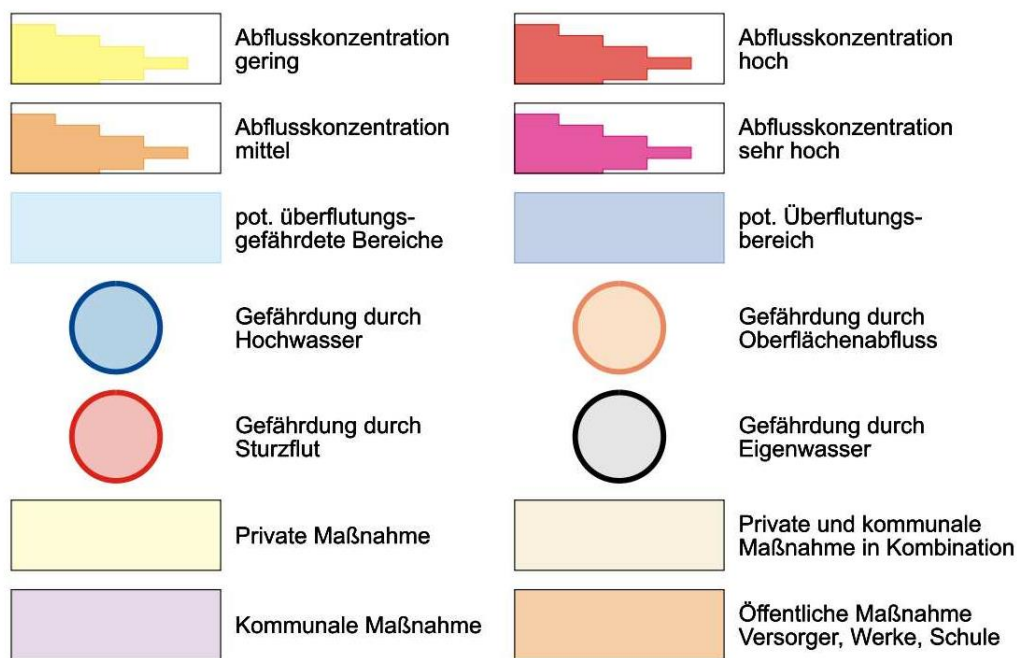 Abflusskonzentration
gering
Abflusskonzentration
hoch
Abflusskonzentration
mittel
Abflusskonzentration
sehr hoch
pot. überflutungs-
gefährdete Bereiche
pot. Überflutungs-
bereich
Gefährdung durch
Hochwasser
Gefährdung durch
Oberflächenabfluss
Gefährdung durch
Sturzflut
Gefährdung durch
Eigenwasser
Private Maßnahme
Private und kommunale
Maßnahme in Kombination
Kommunale Maßnahme
Öffentliche Maßnahme
Versorger, Werke, Schule